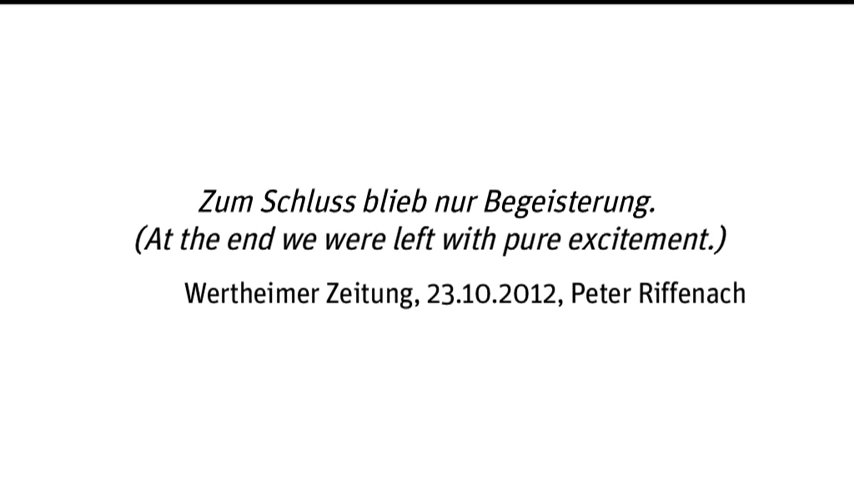 Zum Schluss blieb nur Begeisterung.
(At the end we were left with pure excitement.)
Wertheimer Zeitung, 23.10.2012, Peter Riffenach